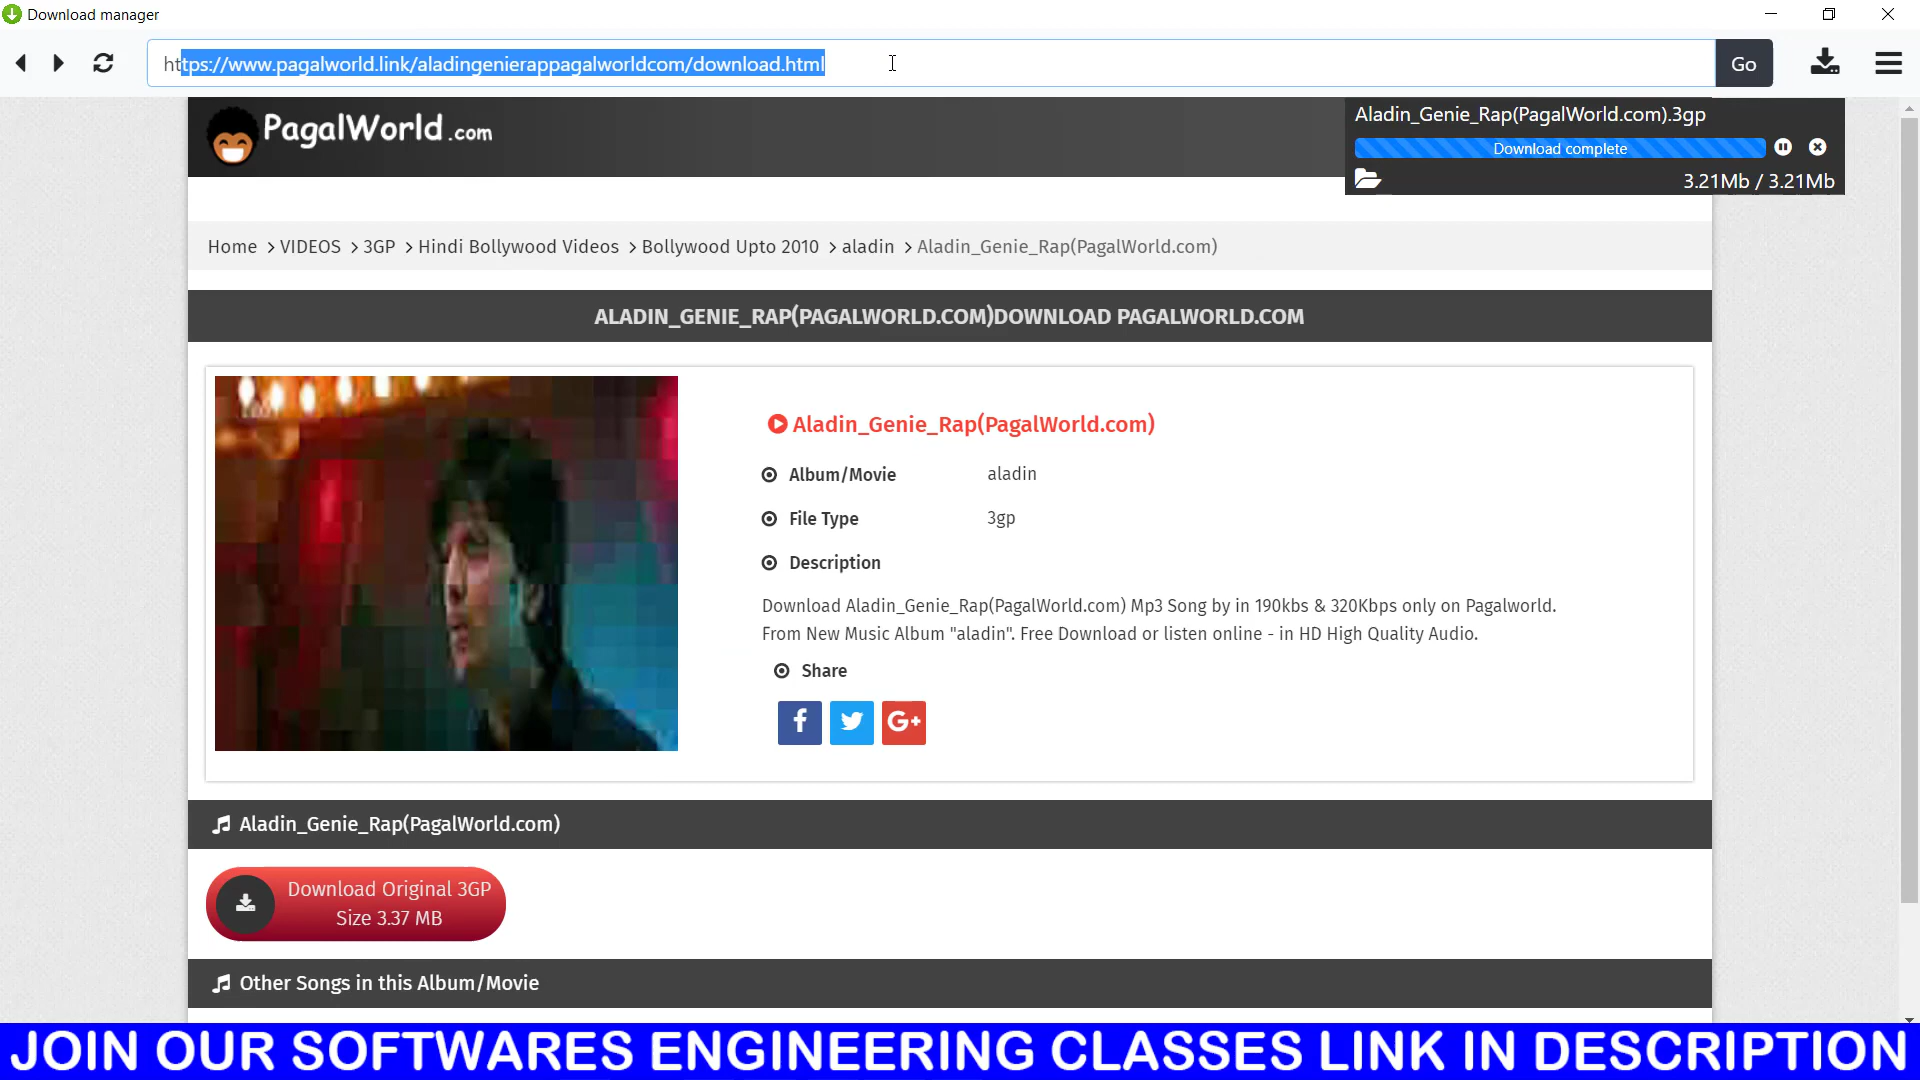 Download manager
https://www.pagalworld.link/aladingenierappagalworldcom/download.html
Go
PagalWorld.com
Aladin_Genie_Rap(PagalWorld.com).3gp
Download complete
3.21Mb / 3.21Mb
Home > VIDEOS > 3GP > Hindi Bollywood Videos > Bollywood Upto 2010 > aladin > Aladin_Genie_Rap(PagalWorld.com)
ALADIN_GENIE_RAP(PAGALWORLD.COM)DOWNLOAD PAGALWORLD.COM
Aladin_Genie_Rap(PagalWorld.com)
Album/Movie aladin
File Type 3gp
Description
Download Aladin_Genie_Rap(PagalWorld.com) Mp3 Song by in 190kbs & 320Kbps only on Pagalworld.
From New Music Album "aladin". Free Download or listen online - in HD High Quality Audio.
Share
f
G+
Aladin_Genie_Rap(PagalWorld.com)
Download Original 3GP
Size 3.37 MB
Other Songs in this Album/Movie
JOIN OUR SOFTWARES ENGINEERING CLASSES LINK IN DESCRIPTION